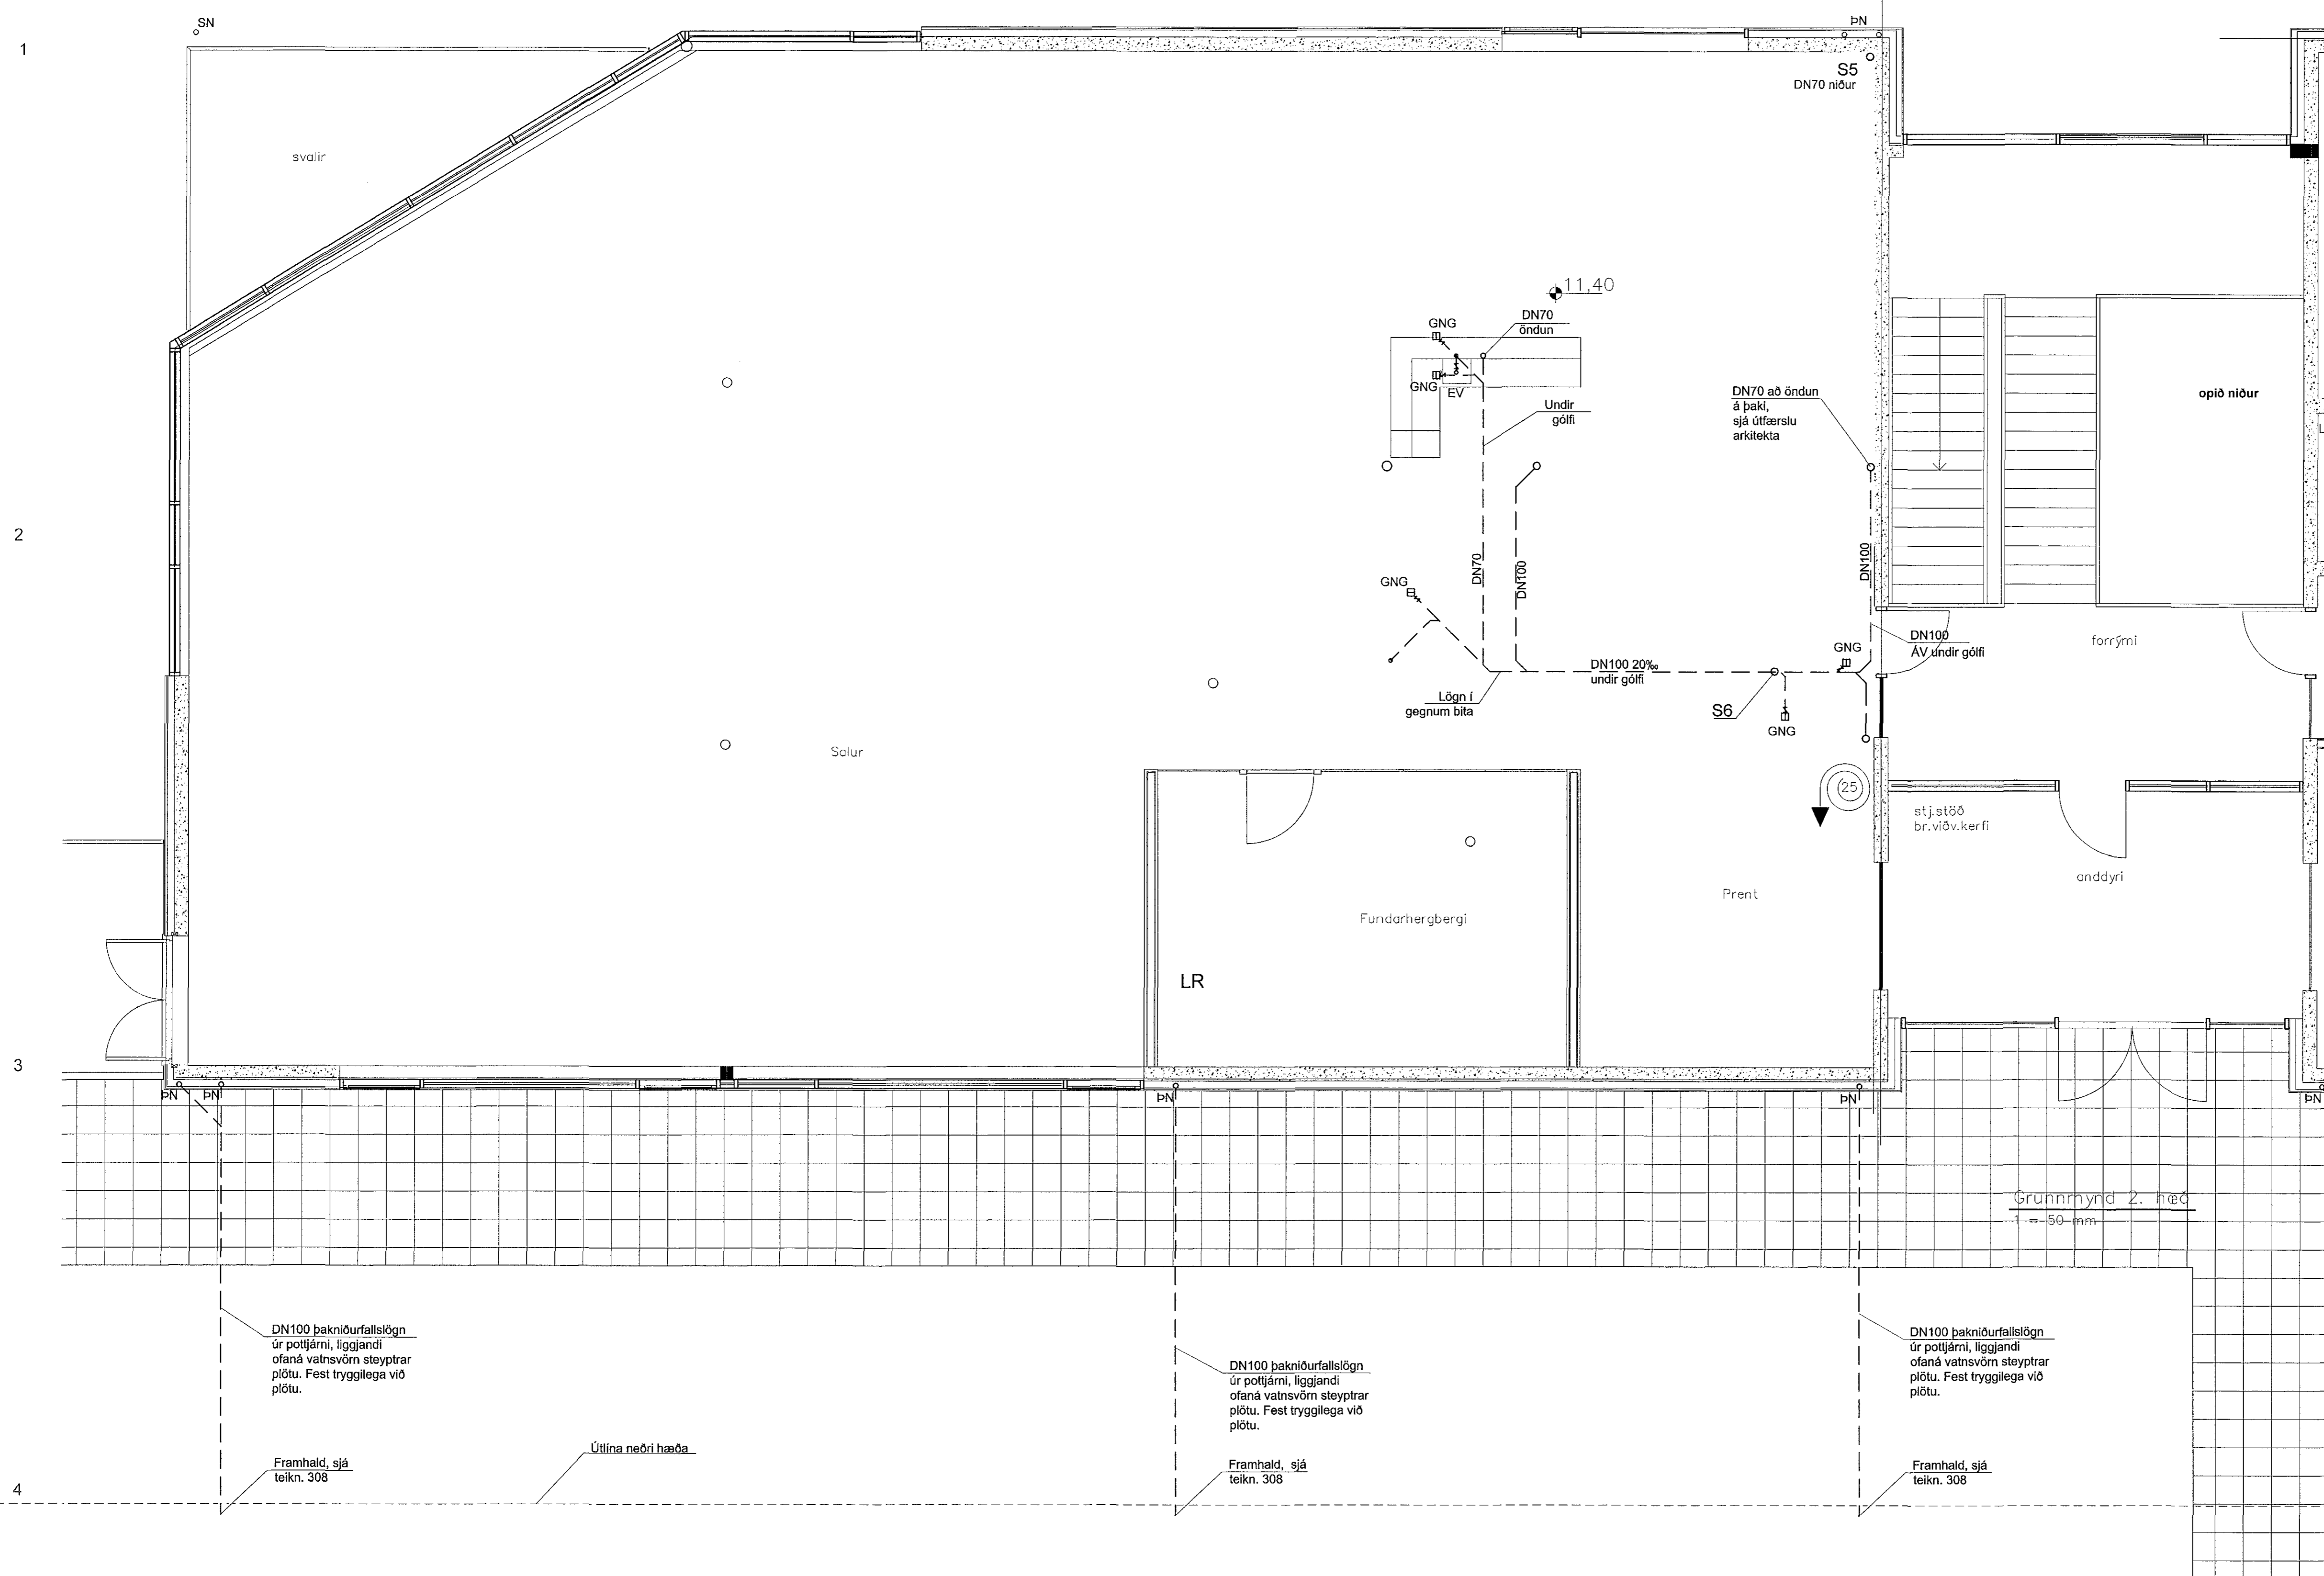 SN
ÞN
1
S5
DN70 niður
svalir
11,40
GNG
DN70
öndun
GNG
EV
DN70 að öndun
á þaki,
sjá útfærslu
arkitekta
opið niður
Undir
gólfi
2
DN70
DN100
DN100
GNG
DN100
ÁV undir gólfi
forrými
GNG
DN100 20‰
undir gólfi
Lögn í
gegnum bita
S6
GNG
Salur
25
stj.stöð
br.viðv.kerfi
anddyri
Prent
Fundarhergbergi
LR
3
ÞN
ÞN
ÞN
ÞN
ÞN
Grunnmynd 2. hæð
1 = 50 mm
DN100 þakniðurfallslögn
úr pottjárni, liggjandi
ofaná vatnsvörn steyptrar
plötu. Fest tryggilega við
plötu.
DN100 þakniðurfallslögn
úr pottjárni, liggjandi
ofaná vatnsvörn steyptrar
plötu. Fest tryggilega við
plötu.
DN100 þakniðurfallslögn
úr pottjárni, liggjandi
ofaná vatnsvörn steyptrar
plötu. Fest tryggilega við
plötu.
Útlína neðri hæða
Framhald, sjá
teikn. 308
Framhald, sjá
teikn. 308
Framhald, sjá
teikn. 308
4